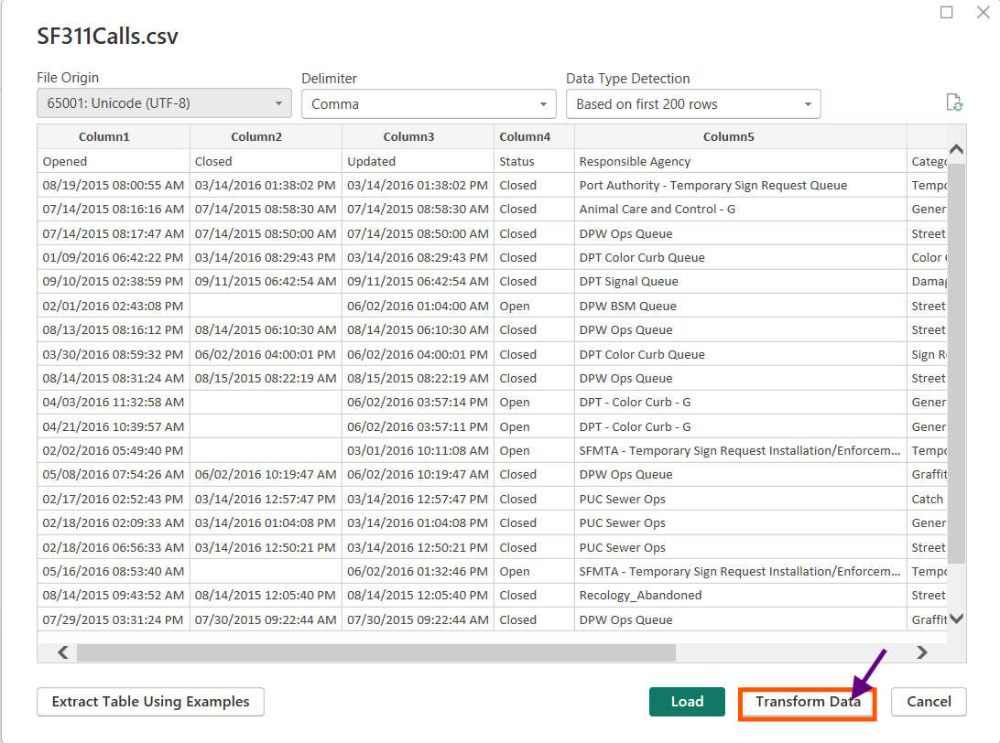 SF311Calls.csv
File Origin Delimiter Data Type Detection
65001: Unicode (UTF-8) Comma Based on first 200 rows
Column1 Column2 Column3 Column4 Column5
Opened Closed Updated Status Responsible Agency Catego
08/19/2015 08:00:55 AM 03/14/2016 01:38:02 PM 03/14/2016 01:38:02 PM Closed Port Authority - Temporary Sign Request Queue Tempo
07/14/2015 08:16:16 AM 07/14/2015 08:58:30 AM 07/14/2015 08:58:30 AM Closed Animal Care and Control - G Gener
07/14/2015 08:17:47 AM 07/14/2015 08:50:00 AM 07/14/2015 08:50:00 AM Closed DPW Ops Queue Street
01/09/2016 06:42:22 PM 03/14/2016 08:29:43 PM 03/14/2016 08:29:43 PM Closed DPT Color Curb Queue Color
09/10/2015 02:38:59 PM 09/11/2015 06:42:54 AM 09/11/2015 06:42:54 AM Closed DPT Signal Queue Damag
02/01/2016 02:43:08 PM 06/02/2016 01:04:00 AM Open DPW BSM Queue Street
08/13/2015 08:16:12 PM 08/14/2015 06:10:30 AM 08/14/2015 06:10:30 AM Closed DPW Ops Queue Street
03/30/2016 08:59:32 PM 06/02/2016 04:00:01 PM 06/02/2016 04:00:01 PM Closed DPT Color Curb Queue Sign R
08/14/2015 08:31:24 AM 08/15/2015 08:22:19 AM 08/15/2015 08:22:19 AM Closed DPW Ops Queue Street
04/03/2016 11:32:58 AM 06/02/2016 03:57:14 PM Open DPT - Color Curb - G Gener
04/21/2016 10:39:57 AM 06/02/2016 03:57:11 PM Open DPT - Color Curb - G Gener
02/02/2016 05:49:40 PM 03/01/2016 10:11:08 AM Open SFMTA - Temporary Sign Request Installation/Enforcem... Tempo
05/08/2016 07:54:26 AM 06/02/2016 10:19:47 AM 06/02/2016 10:19:47 AM Closed DPW Ops Queue Graffit
02/17/2016 02:52:43 PM 03/14/2016 12:57:47 PM 03/14/2016 12:57:47 PM Closed PUC Sewer Ops Catch
02/18/2016 02:09:33 AM 03/14/2016 01:04:08 PM 03/14/2016 01:04:08 PM Closed PUC Sewer Ops Gener
02/18/2016 06:56:33 AM 03/14/2016 12:50:21 PM 03/14/2016 12:50:21 PM Closed PUC Sewer Ops Street
05/16/2016 08:53:40 AM 06/02/2016 01:32:46 PM Open SFMTA - Temporary Sign Request Installation/Enforcem... Tempo
08/14/2015 09:43:52 AM 08/14/2015 12:05:40 PM 08/14/2015 12:05:40 PM Closed Recology_Abandoned Street
07/29/2015 03:31:24 PM 07/30/2015 09:22:44 AM 07/30/2015 09:22:44 AM Closed DPW Ops Queue Graffit
Extract Table Using Examples Load Transform Data Cancel